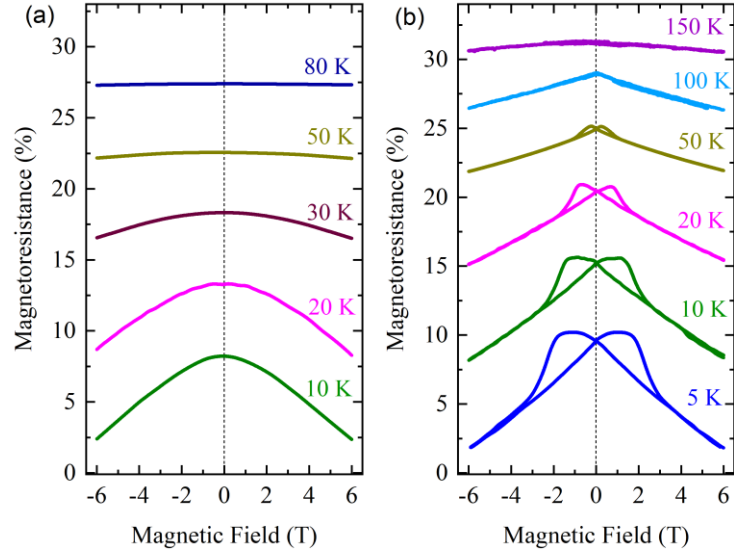 (a)
Magnetoresistance (%)
30
25
20
15
10
5
0
80 K
50 K
30 K
20 K
10 K
-6 -4 -2 0 2 4 6
Magnetic Field (T)
(b)
Magnetoresistance (%)
30
25
20
15
10
5
0
150 K
100 K
50 K
20 K
10 K
5 K
-6 -4 -2 0 2 4 6
Magnetic Field (T)